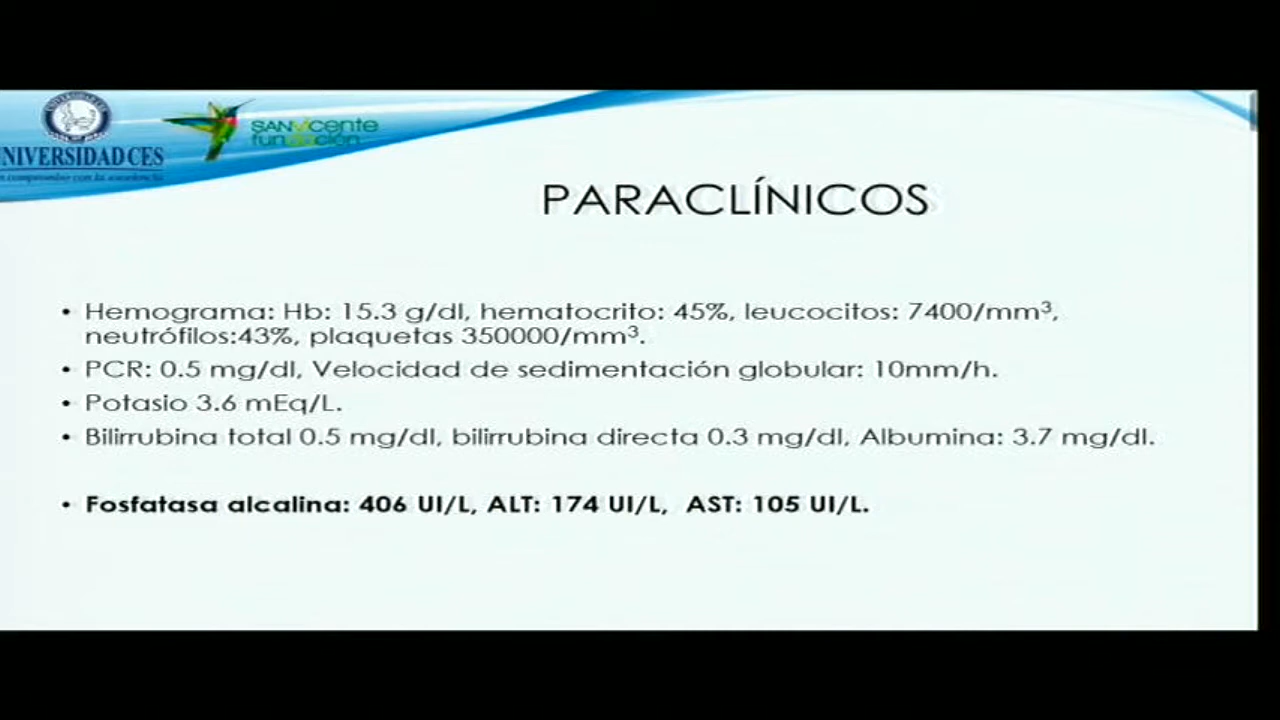 UNIVERSIDAD CES
SANVicente
fundación
PARACLÍNICOS
• Hemograma: Hb: 15.3 g/dl, hematocrito: 45%, leucocitos: 7400/mm³,
neutrófilos:43%, plaquetas 350000/mm³.
• PCR: 0.5 mg/dl, Velocidad de sedimentación globular: 10mm/h.
• Potasio 3.6 mEq/L.
• Bilirrubina total 0.5 mg/dl, bilirrubina directa 0.3 mg/dl, Albumina: 3.7 mg/dl.
• Fosfatasa alcalina: 406 UI/L, ALT: 174 UI/L, AST: 105 UI/L.